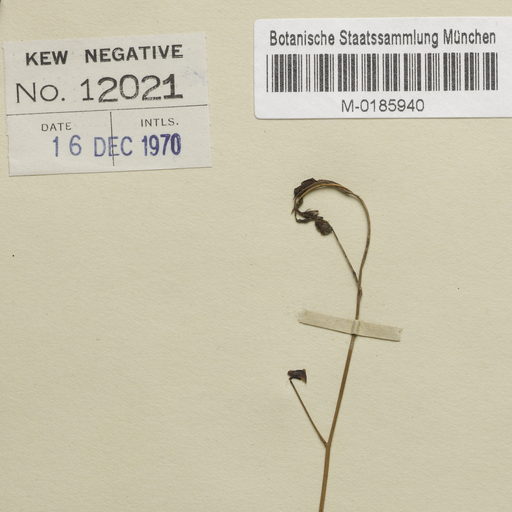 KEW NEGATIVE
No. 12021
DATE INTLS.
16 DEC 1970
Botanische Staatssammlung München
M-0185940